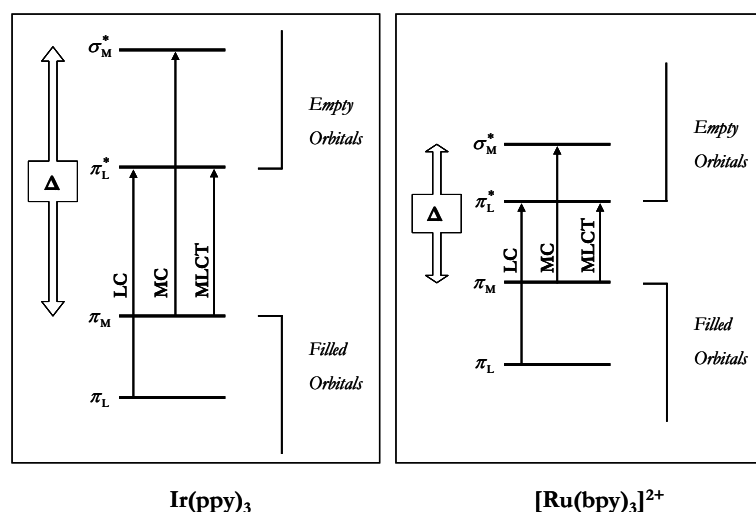 σ*M
Empty
Orbitals
π*L
Δ
LC
MC
MLCT
πM
Filled
Orbitals
πL
Ir(ppy)3
Empty
Orbitals
σ*M
π*L
Δ
LC
MC
MLCT
πM
Filled
Orbitals
πL
[Ru(bpy)3]2+